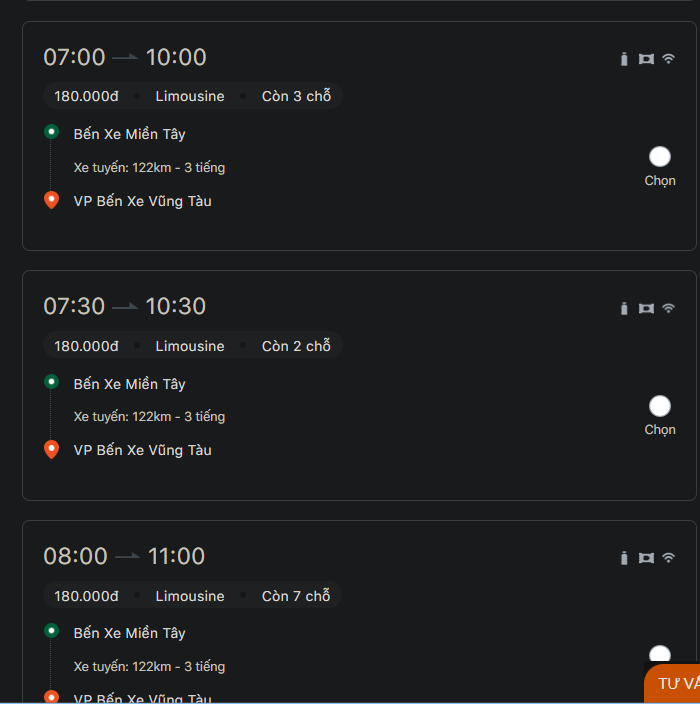 07:00 10:00
180.000đ Limousine Còn 3 chỗ
Bến Xe Miền Tây
Xe tuyến: 122km - 3 tiếng
Chọn
VP Bến Xe Vũng Tàu
07:30 10:30
180.000đ Limousine Còn 2 chỗ
Bến Xe Miền Tây
Xe tuyến: 122km - 3 tiếng
Chọn
VP Bến Xe Vũng Tàu
08:00 11:00
180.000đ Limousine Còn 7 chỗ
Bến Xe Miền Tây
Xe tuyến: 122km - 3 tiếng
TƯ VẤ
VP Bến Xe Vũng Tàu